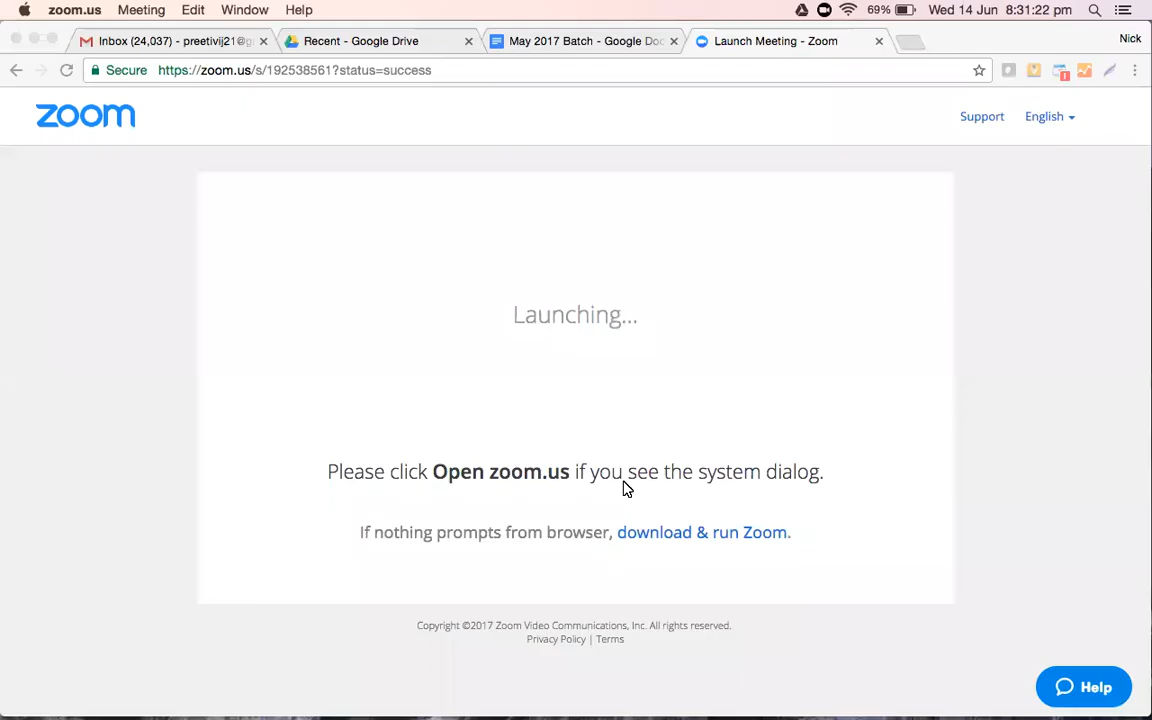 zoom.us Meeting Edit Window Help 69% Wed 14 Jun 8:31:22 pm
Inbox (24,037) - preetivij21@g Recent - Google Drive May 2017 Batch - Google Doc Launch Meeting - Zoom Nick
Secure https://zoom.us/s/192538561?status=success
zoom Support English
Launching...
Please click Open zoom.us if you see the system dialog.
If nothing prompts from browser, download & run Zoom.
Copyright ©2017 Zoom Video Communications, Inc. All rights reserved.
Privacy Policy | Terms
Help